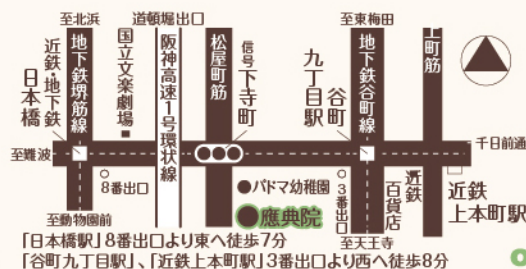 至北浜
道頓堀出口
至東梅田
近鉄・地下鉄
日本橋
地下鉄堺筋線
国立文楽劇場
阪神高速1号環状線
松屋町筋
信号
下寺町
谷町
九丁目駅
地下鉄谷町線
上町筋
至難波
千日前通
8番出口
パドマ幼稚園
應典院
3番出口
近鉄
百貨店
近鉄
上本町駅
至動物園前
至天王寺
「日本橋駅」8番出口より東へ徒歩7分
「谷町九丁目駅」、「近鉄上本町駅」3番出口より西へ徒歩8分